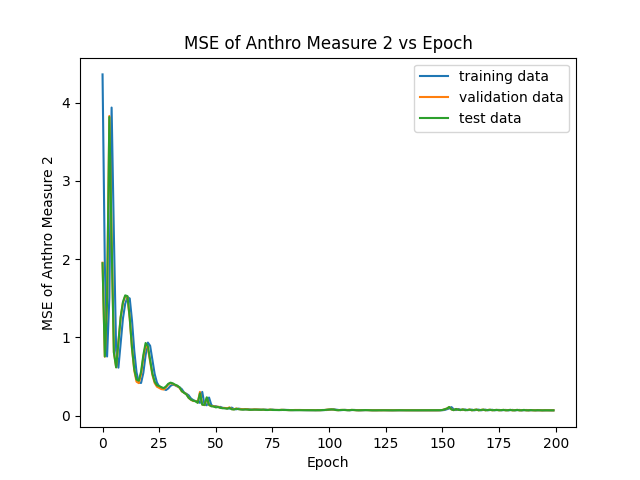 MSE of Anthro Measure 2 vs Epoch
training data
validation data
test data
MSE of Anthro Measure 2
4
3
2
1
0
0 25 50 75 100 125 150 175 200
Epoch